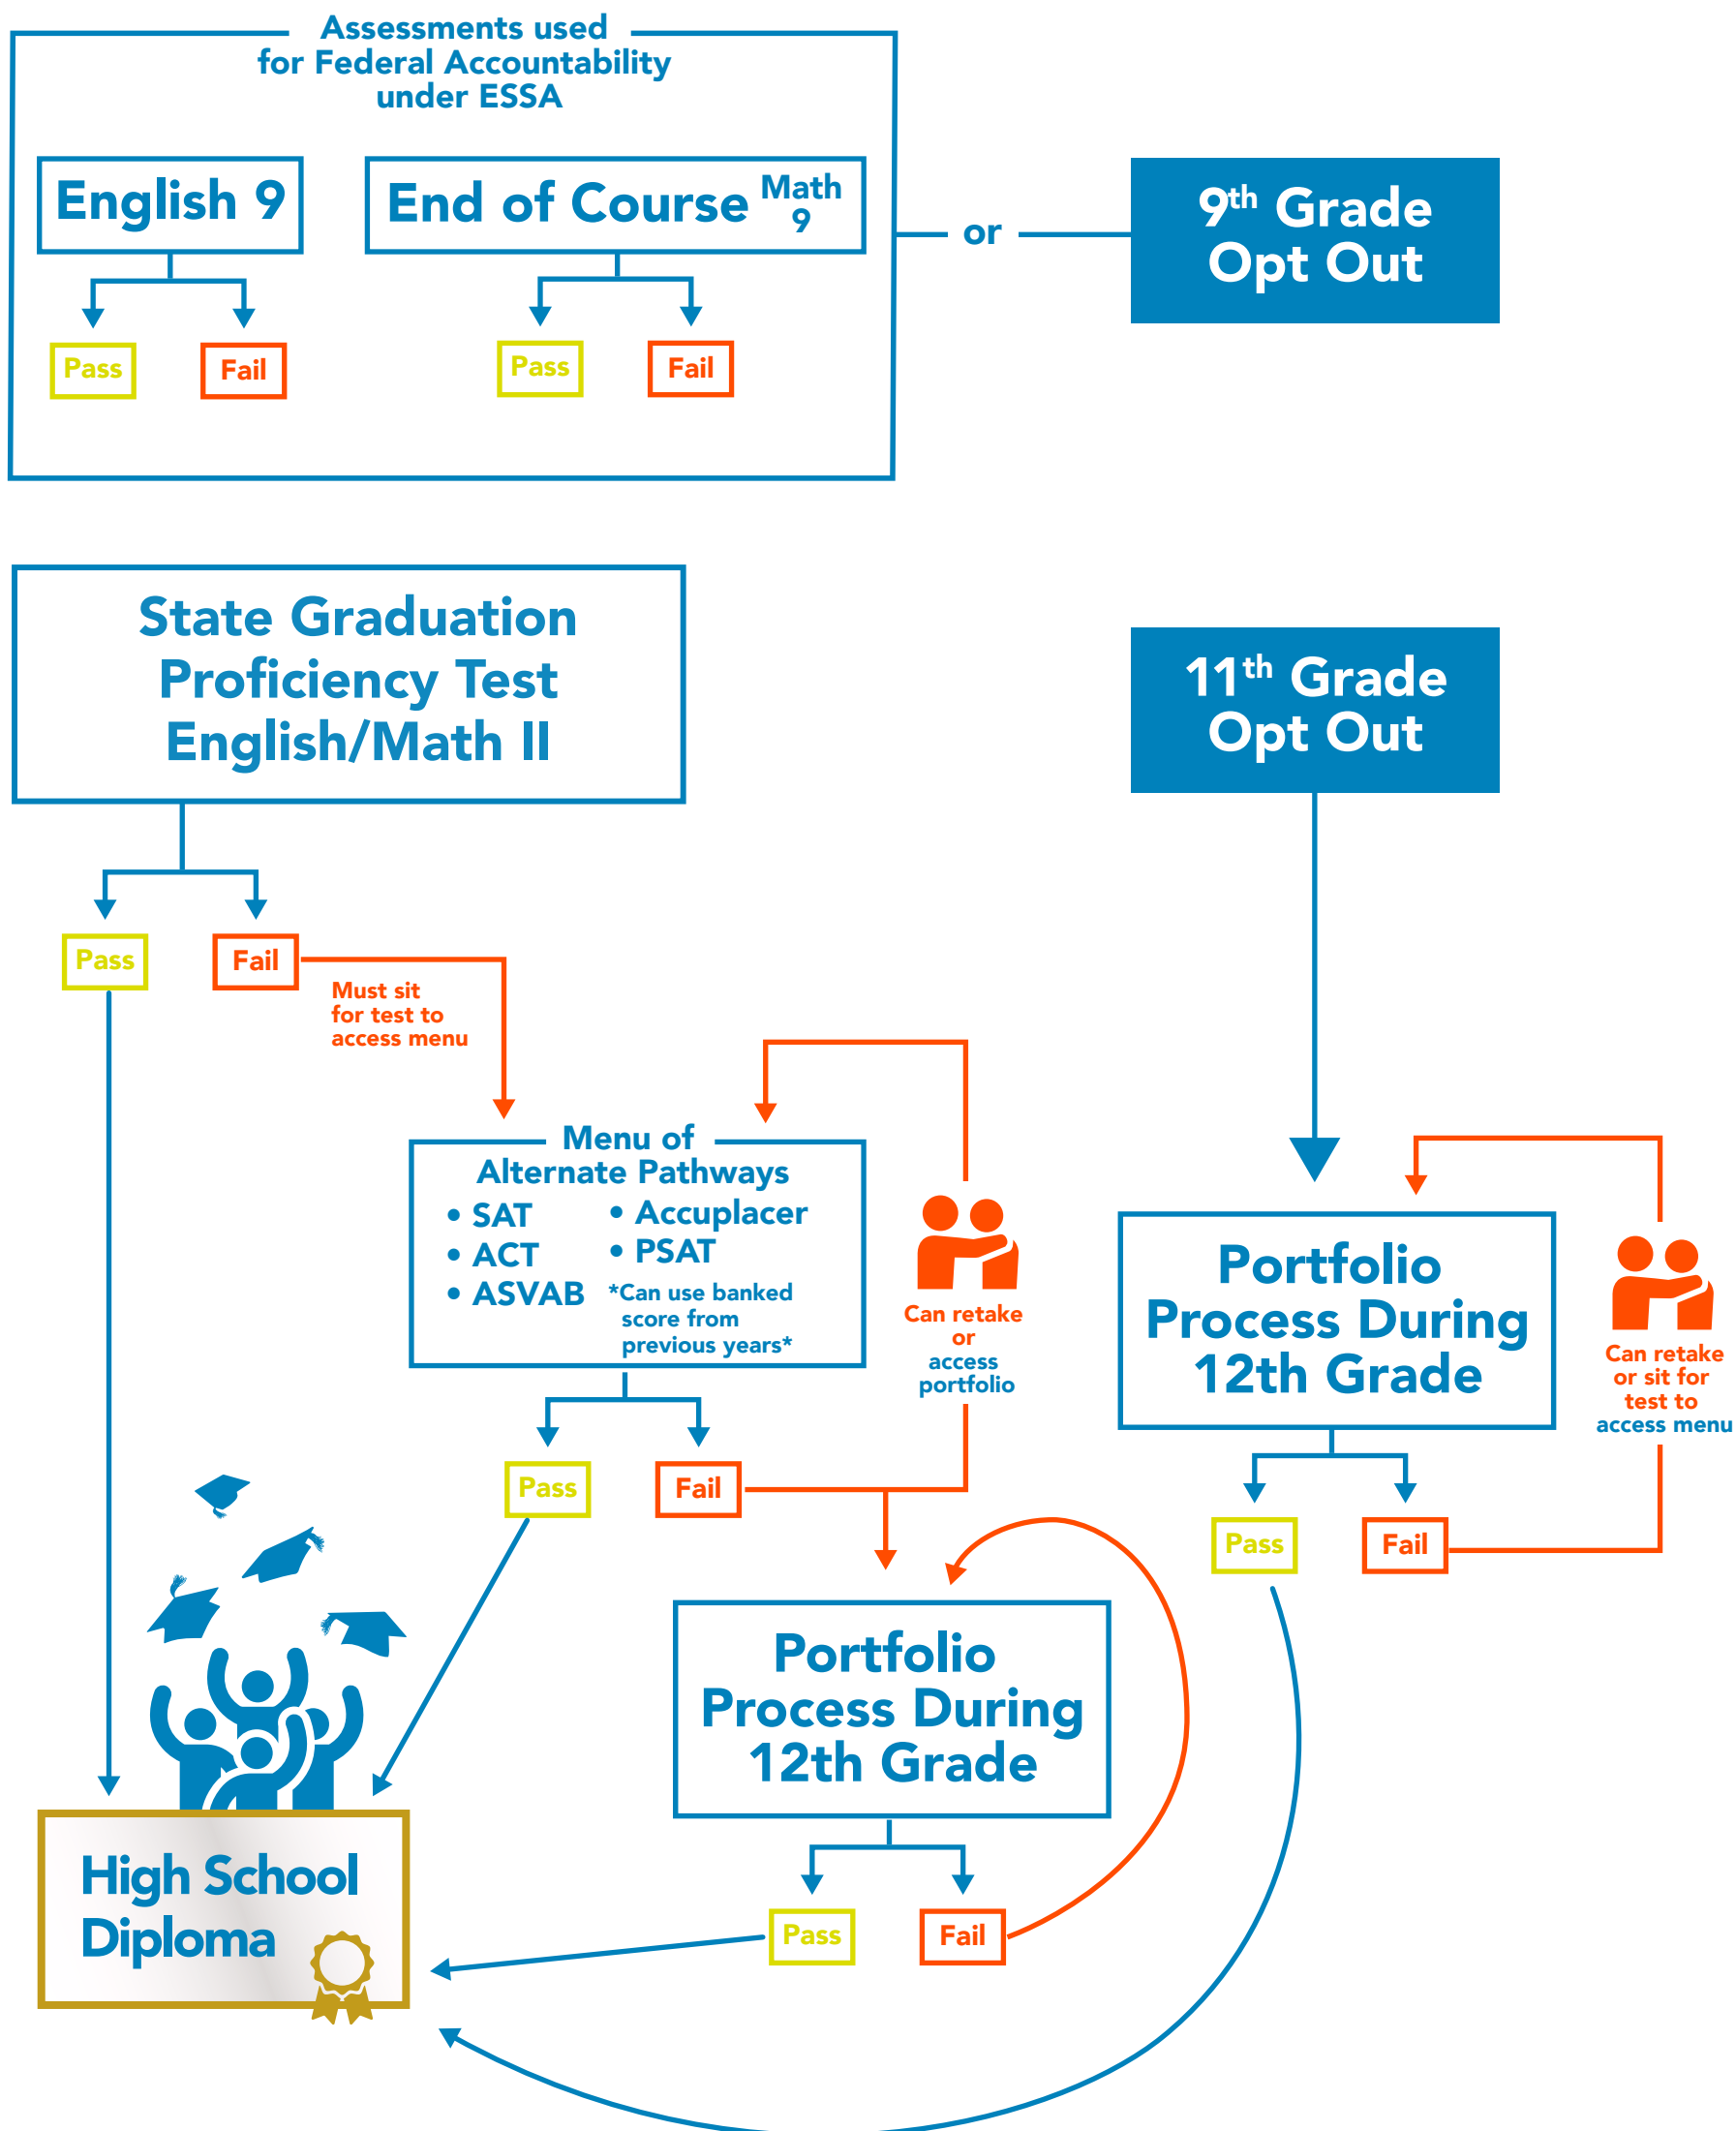 Assessments used
for Federal Accountability
under ESSA
English 9
End of Course Math
9
Pass
Fail
Pass
Fail
or
9th Grade
Opt Out
State Graduation
Proficiency Test
English/Math II
11th Grade
Opt Out
Pass
Fail
Must sit
for test to
access menu
Menu of
Alternate Pathways
• SAT
• ACT
• ASVAB
• Accuplacer
• PSAT
*Can use banked
score from
previous years*
Can retake
or
access
portfolio
Pass
Fail
Portfolio
Process During
12th Grade
Can retake
or sit for
test to
access menu
Pass
Fail
Portfolio
Process During
12th Grade
Pass
Fail
High School
Diploma